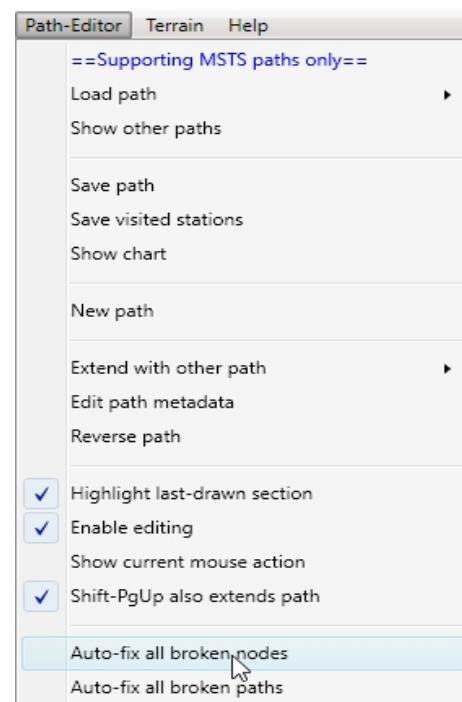 Path-Editor Terrain Help
==Supporting MSTS paths only==
Load path
Show other paths
Save path
Save visited stations
Show chart
New path
Extend with other path
Edit path metadata
Reverse path
Highlight last-drawn section
Enable editing
Show current mouse action
Shift-PgUp also extends path
Auto-fix all broken nodes
Auto-fix all broken paths